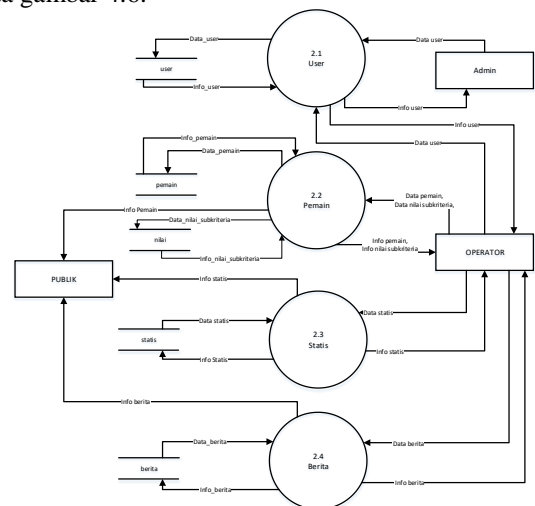 a gambar 4.6.
Data_user
2.1
User
Data user
user
Admin
Info_user
Info user
Info user
Data user
Info_pemain
Data_pemain
pemain
2.2
Pemain
Data pemain,
Data nilai subkriteria,
Info Pemain
Data_nilai_subkriteria
nilai
Info_nilai_subkriteria
Info pemain,
Info nilai subkriteria
OPERATOR
PUBLIK
Info statis
Data statis
Data statis
statis
2.3
Statis
Info Statis
Info statis
Info berita
2.4
Berita
Data_berita
Data berita
berita
Info_berita
Info berita